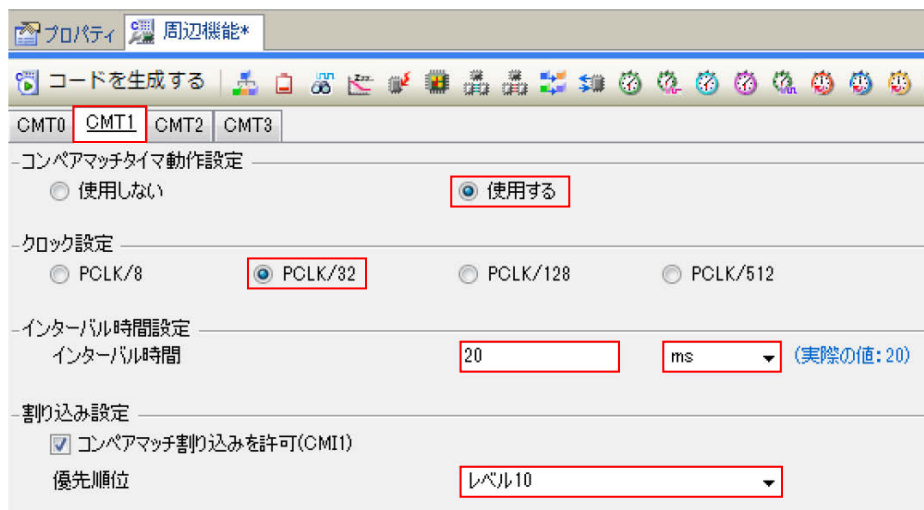 プロパティ 周辺機能*
コードを生成する
CMT0 CMT1 CMT2 CMT3
コンペアマッチタイマ動作設定
使用しない 使用する
クロック設定
PCLK/8 PCLK/32 PCLK/128 PCLK/512
インターバル時間設定
インターバル時間 20 ms (実際の値:20)
割り込み設定
コンペアマッチ割り込みを許可(CMI1)
優先順位 レベル10